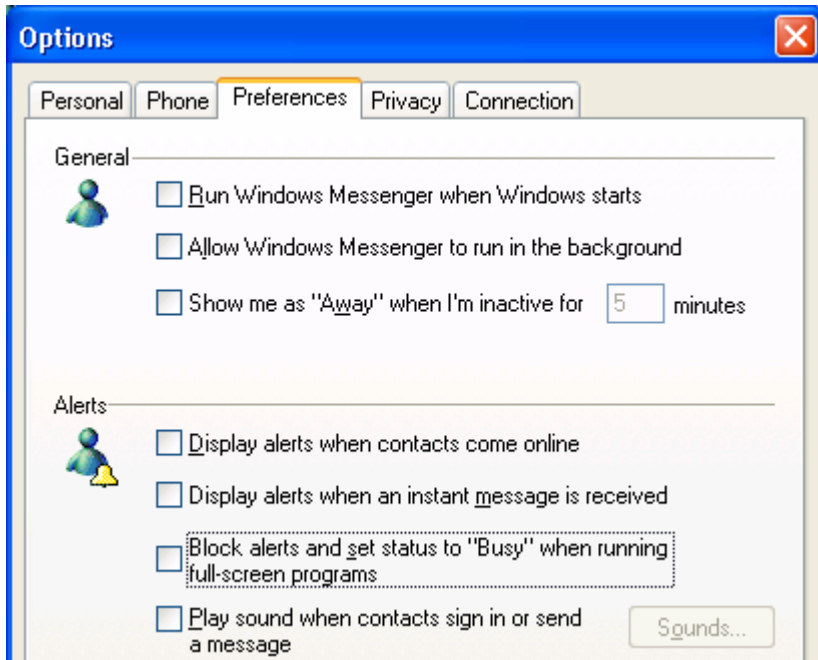 Options
Personal Phone Preferences Privacy Connection
General
Run Windows Messenger when Windows starts
Allow Windows Messenger to run in the background
Show me as "Away" when I'm inactive for 5 minutes
Alerts
Display alerts when contacts come online
Display alerts when an instant message is received
Block alerts and set status to "Busy" when running
full-screen programs
Play sound when contacts sign in or send
a message
Sounds...